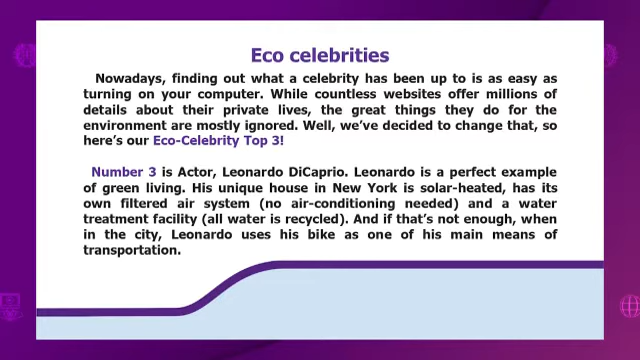 Eco celebrities
Nowadays, finding out what a celebrity has been up to is as easy as
turning on your computer. While countless websites offer millions of
details about their private lives, the great things they do for the
environment are mostly ignored. Well, we've decided to change that, so
here's our Eco-Celebrity Top 3!
Number 3 is Actor, Leonardo DiCaprio. Leonardo is a perfect example
of green living. His unique house in New York is solar-heated, has its
own filtered air system (no air-conditioning needed) and a water
treatment facility (all water is recycled). And if that's not enough, when
in the city, Leonardo uses his bike as one of his main means of
transportation.